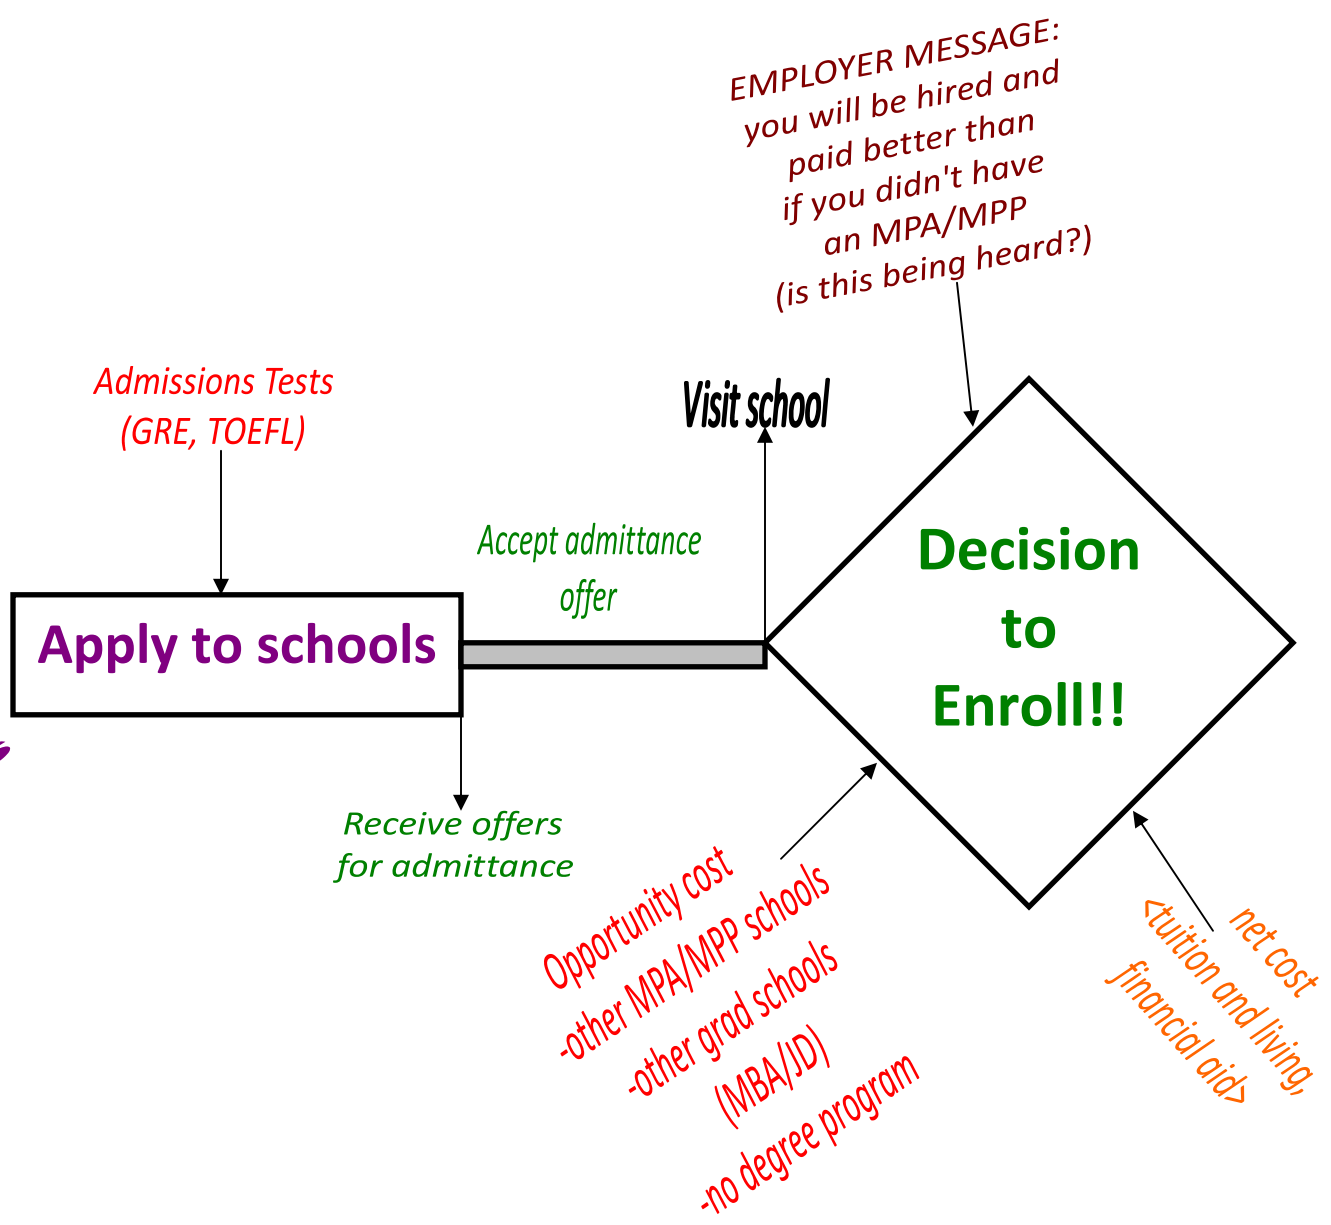 EMPLOYER MESSAGE:
you will be hired and
paid better than
if you didn't have
an MPA/MPP
(is this being heard?)
Admissions Tests
(GRE, TOEFL)
Visit school
Accept admittance
offer
Apply to schools
Decision
to
Enroll!!
Receive offers
for admittance
Opportunity cost
-other MPA/MPP schools
-other grad schools
(MBA/JD)
-no degree program
net cost
<tuition and living,
financial aid>